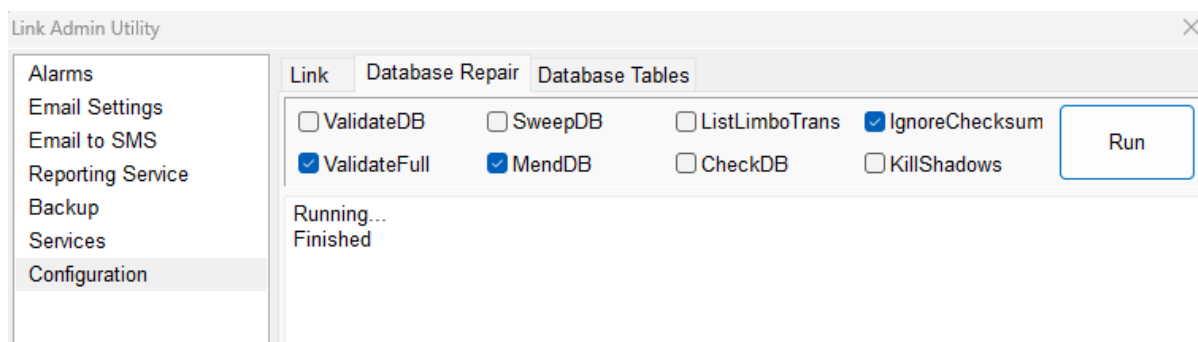 Link Admin Utility
Alarms
Email Settings
Email to SMS
Reporting Service
Backup
Services
Configuration
Link Database Repair Database Tables
ValidateDB SweepDB ListLimboTrans IgnoreChecksum
ValidateFull MendDB CheckDB KillShadows
Run
Running...
Finished